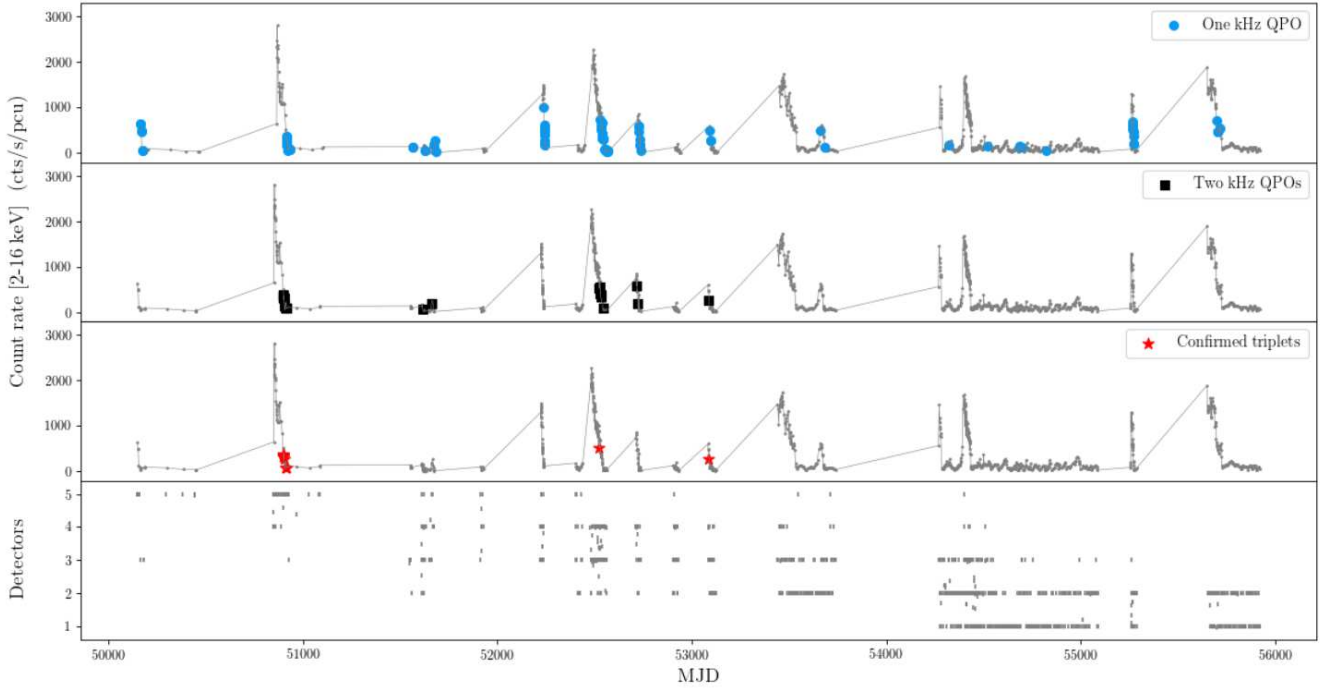 3000
2000
1000
0
One kHz QPO
3000
2000
1000
0
Two kHz QPOs
3000
2000
1000
0
Confirmed triplets
Count rate [2-16 keV] (cts/s/pcu)
5
4
3
2
1
Detectors
50000 51000 52000 53000 54000 55000 56000
MJD